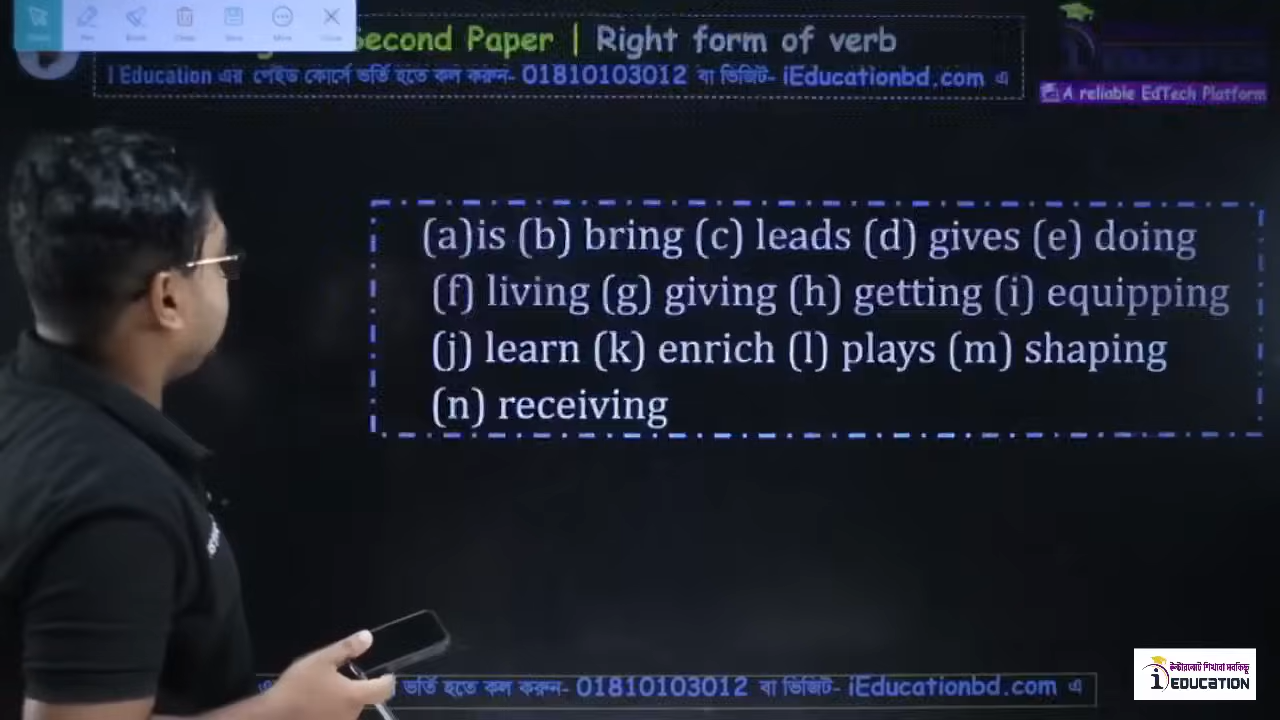 Second Paper | Right form of verb
I Education এর পেইড কোর্সে ভর্তি হতে কল করুন- 01810103012 বা ভিজিট- iEducationbd.com এ
A reliable EdTech Platform
(a)is (b) bring (c) leads (d) gives (e) doing
(f) living (g) giving (h) getting (i) equipping
(j) learn (k) enrich (l) plays (m) shaping
(n) receiving
ভর্তি হতে কল করুন- 01810103012 বা ভিজিট- iEducationbd.com এ
EDUCATION